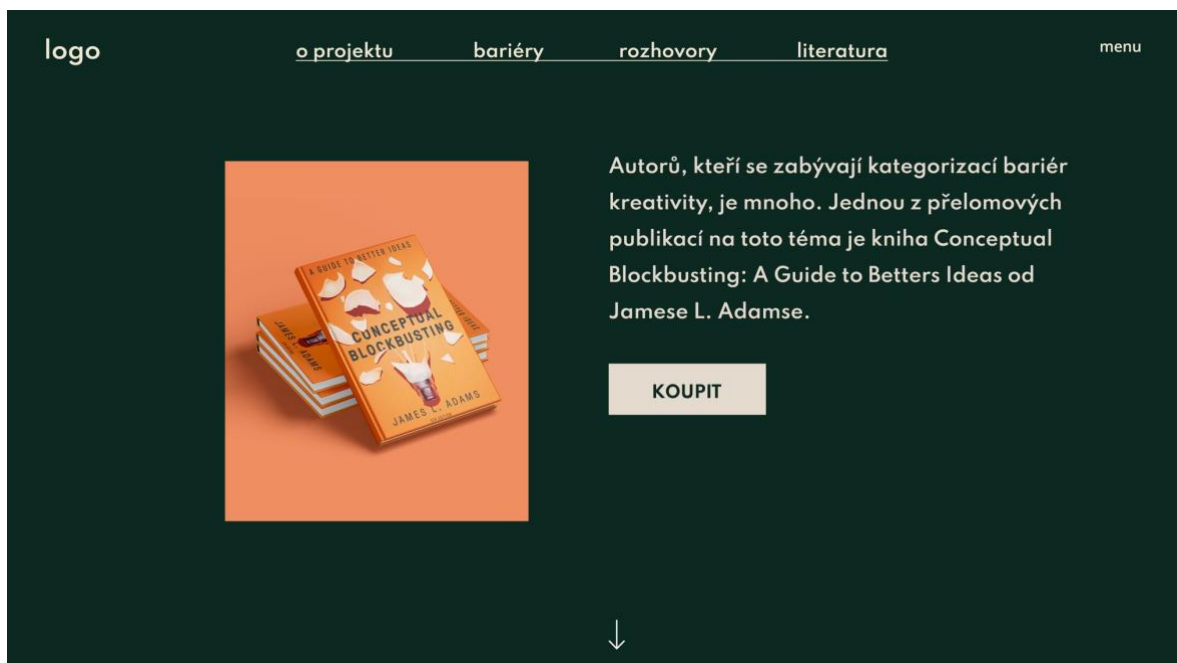 logo
o projektu bariéry rozhovory literatura
menu
Autorů, kteří se zabývají kategorizací bariér
kreativity, je mnoho. Jednou z přelomových
publikací na toto téma je kniha Conceptual
Blockbusting: A Guide to Betters Ideas od
Jamese L. Adamse.
KOUPIT
A GUIDE TO BETTER IDEAS
CONCEPTUAL
BLOCKBUSTING
JAMES L. ADAMS
JAMES L. ADAMS